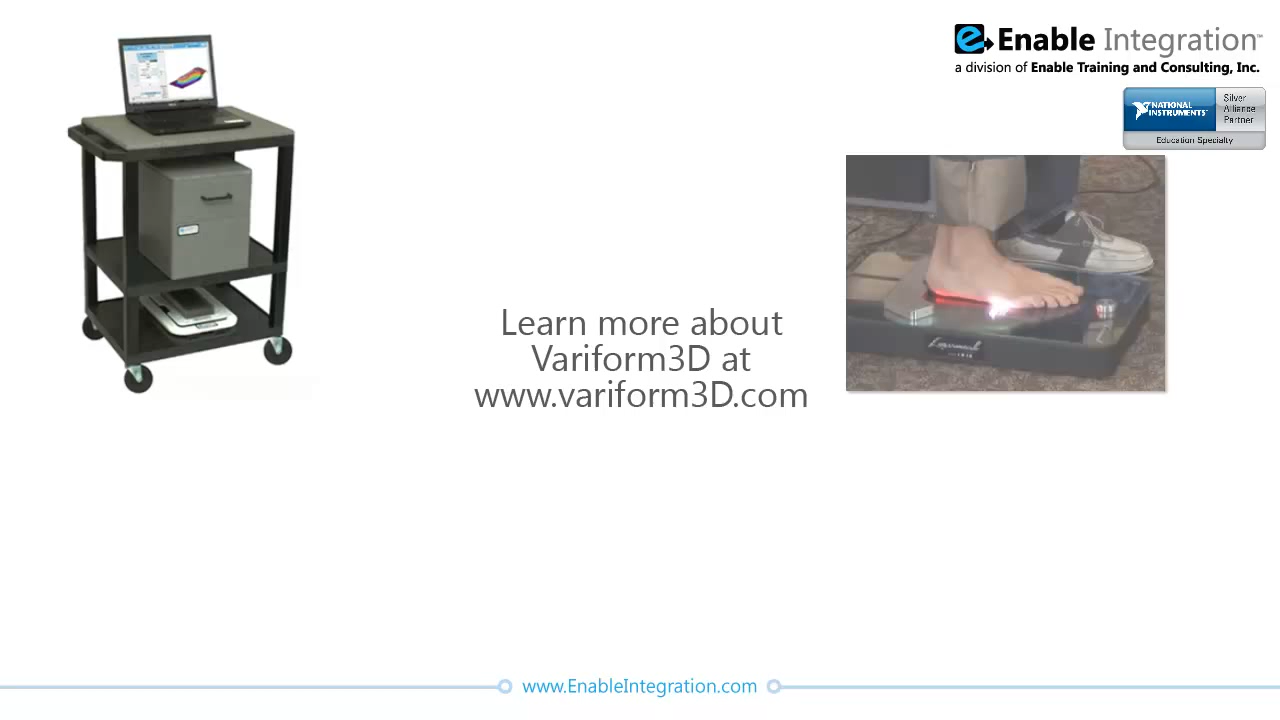 Enable Integration™
a division of Enable Training and Consulting, Inc.
NATIONAL INSTRUMENTS
Silver
Alliance
Partner
Education Specialty
Learn more about
Variform3D at
www.variform3D.com
www.EnableIntegration.com